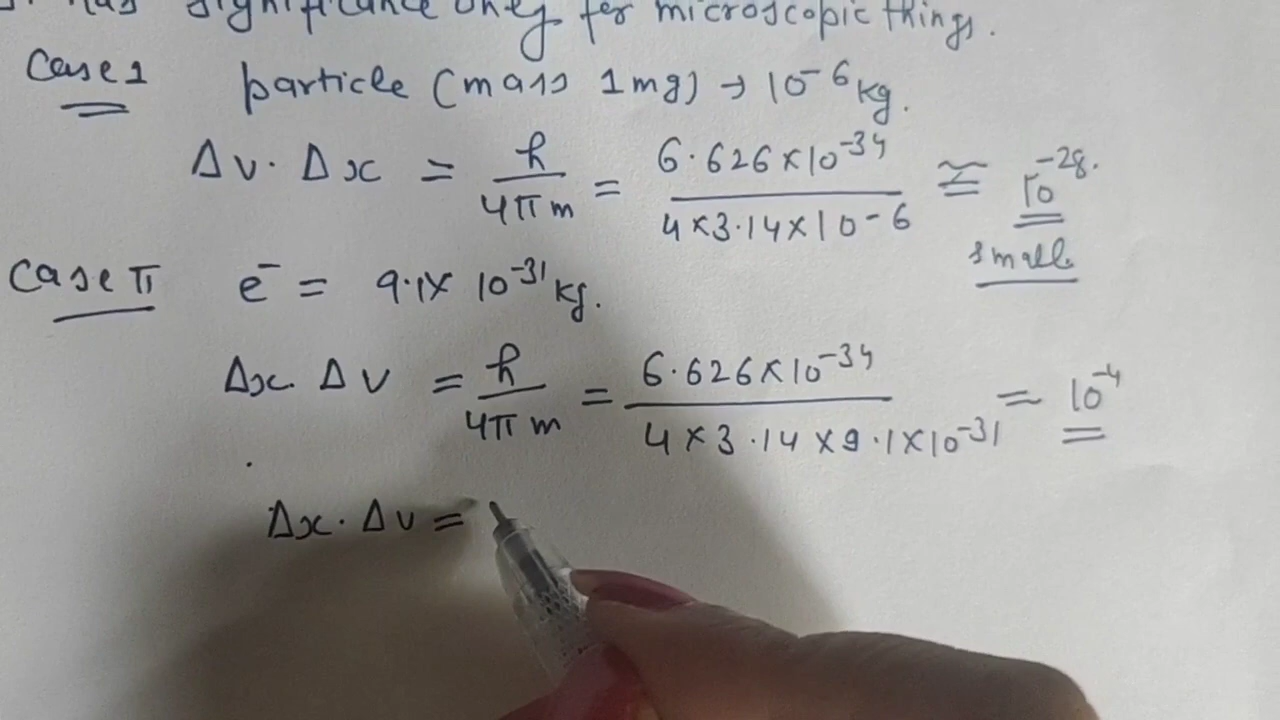 has significance only for microscopic things.
Case 1 particle (mass 1mg) → 10⁻⁶ kg.
Δv. Δx = h/4πm = 6.626×10⁻³⁴/4×3.14×10-6 ≅ 10⁻²⁸.
small
Case II e⁻ = 9.1× 10⁻³¹ kg.
Δx. Δv = h/4πm = 6.626×10⁻³⁴/4×3.14×9.1×10⁻³¹ = 10⁻⁴
Δx. Δv =